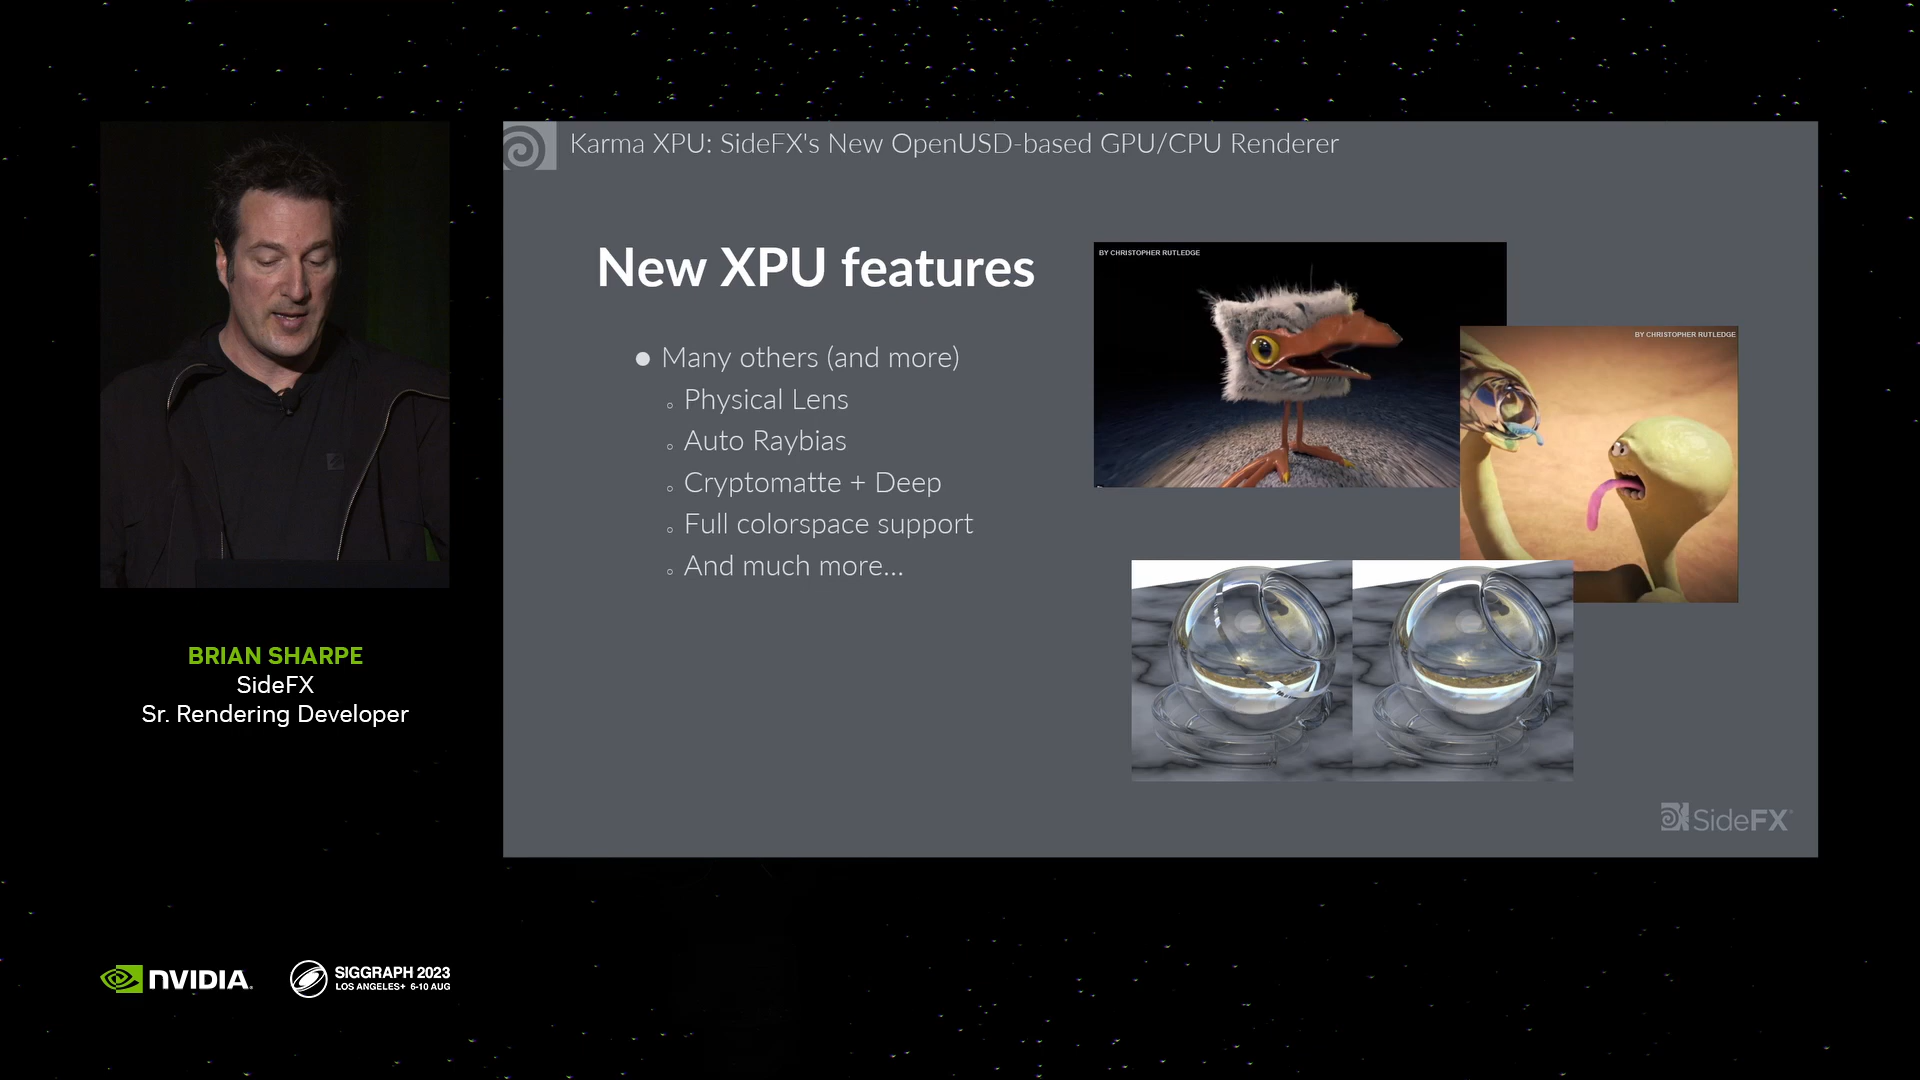 Karma XPU: SideFX's New OpenUSD-based GPU/CPU Renderer
New XPU features
● Many others (and more)
○ Physical Lens
○ Auto Raybias
○ Cryptomatte + Deep
○ Full colorspace support
○ And much more...
BY CHRISTOPHER RUTLEDGE
BY CHRISTOPHER RUTLEDGE
SideFX
BRIAN SHARPE
SideFX
Sr. Rendering Developer
NVIDIA.
SIGGRAPH 2023
LOS ANGELES+ 6-10 AUG